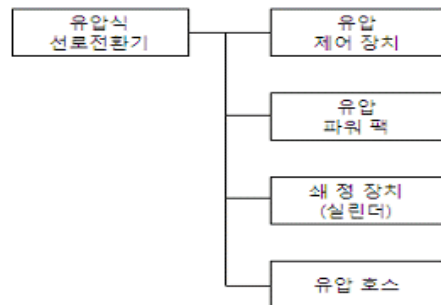 유압식
선로전환기
유압
제어 장치
유압
파워 팩
쇄 정 장치
(실린더)
유압 호스